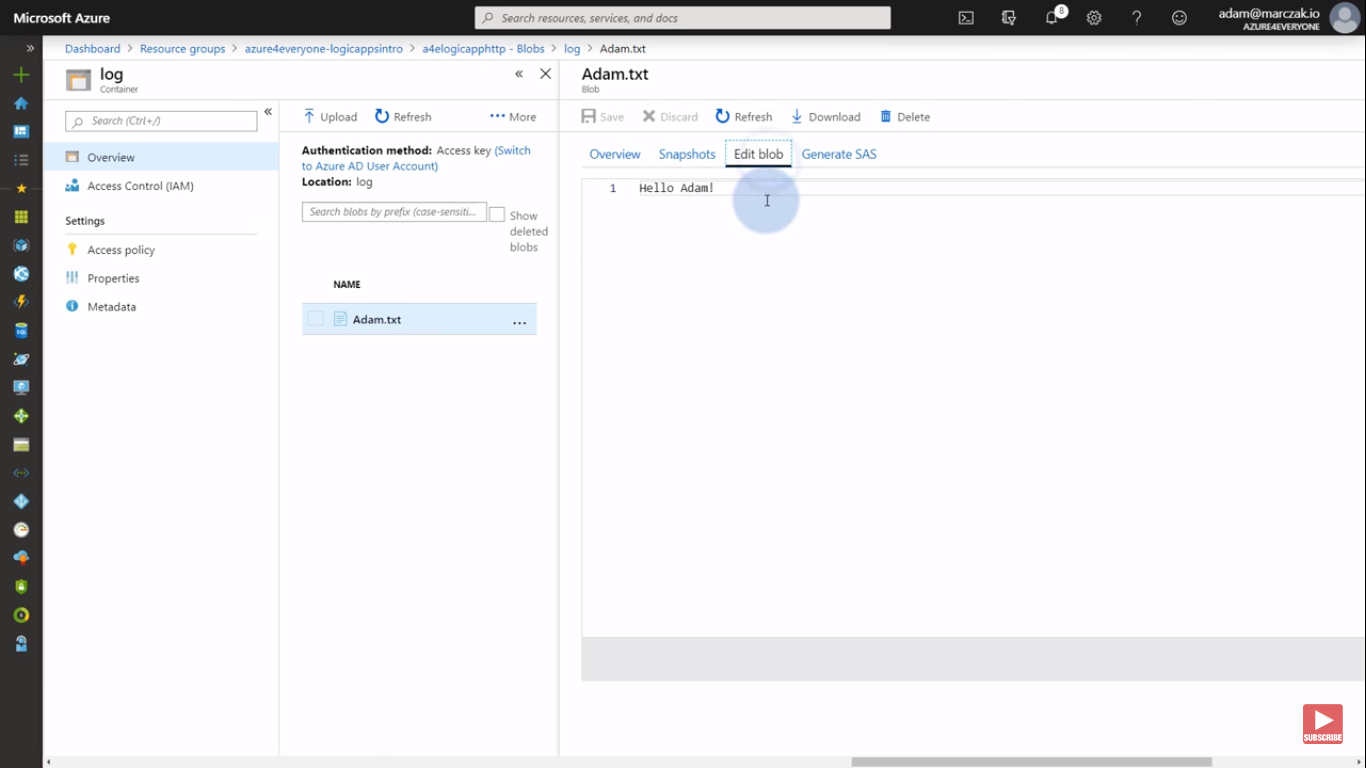 Microsoft Azure
Search resources, services, and docs
8
adam@marczak.io
AZURE4EVERYONE
Dashboard > Resource groups > azure4everyone-logicappsintro > a4elogicapphttp - Blobs > log > Adam.txt
log
Container
Search (Ctrl+/)
Overview
Access Control (IAM)
Settings
Access policy
Properties
Metadata
Upload Refresh ••• More
Authentication method: Access key (Switch
to Azure AD User Account)
Location: log
Search blobs by prefix (case-sensiti...
Show
deleted
blobs
NAME
Adam.txt ...
Adam.txt
Blob
Save Discard Refresh Download Delete
Overview Snapshots Edit blob Generate SAS
1 Hello Adam!
SUBSCRIBE